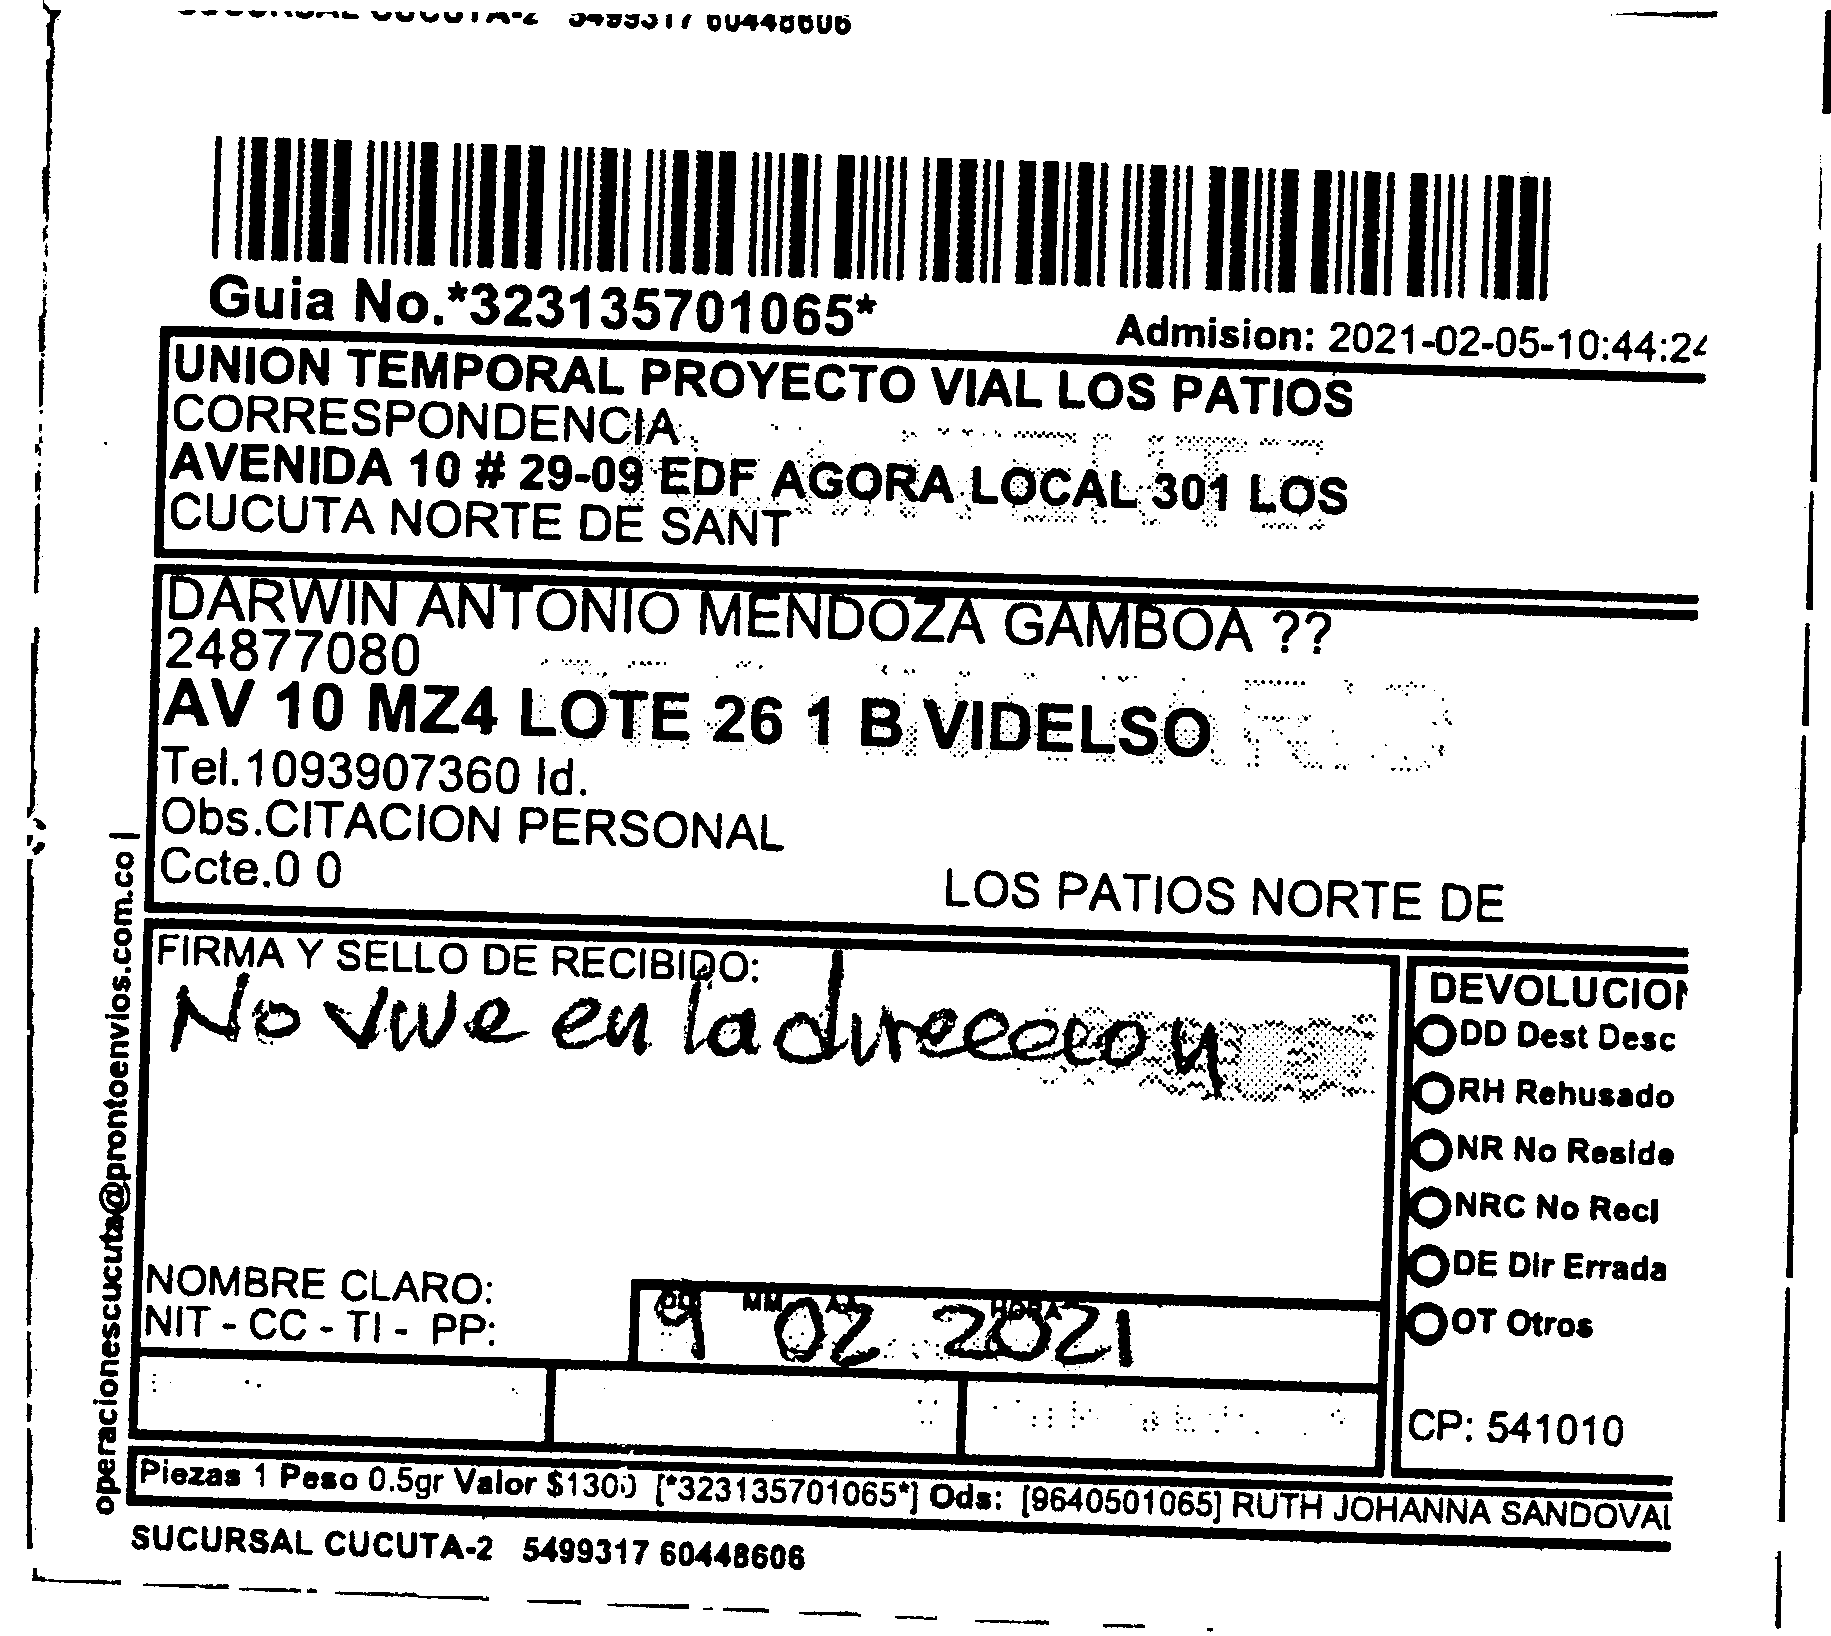 SUCURSAL CUCUTA-2 5499317 60448606
Guia No.*323135701065*
Admision: 2021-02-05-10:44:24
UNION TEMPORAL PROYECTO VIAL LOS PATIOS
CORRESPONDENCIA
AVENIDA 10 # 29-09 EDF AGORA LOCAL 301 LOS
CUCUTA NORTE DE SANT
DARWIN ANTONIO MENDOZA GAMBOA ??
24877080
AV 10 MZ4 LOTE 26 1 B VIDELSO
Tel.1093907360 Id.
Obs.CITACION PERSONAL
Ccte.0 0
LOS PATIOS NORTE DE
operacionescucuta@prontoenvios.com.co |
FIRMA Y SELLO DE RECIBIDO:
No vive en la direccion
NOMBRE CLARO:
NIT - CC - TI - PP:
DD MM AA HORA
9 02 2021
DEVOLUCION
DD Dest Desc
RH Rehusado
NR No Reside
NRC No Recl
DE Dir Errada
OT Otros
CP: 541010
Piezas 1 Peso 0.5gr Valor $1300 [*323135701065*] Ods: [9640501065] RUTH JOHANNA SANDOVAL
SUCURSAL CUCUTA-2 5499317 60448606